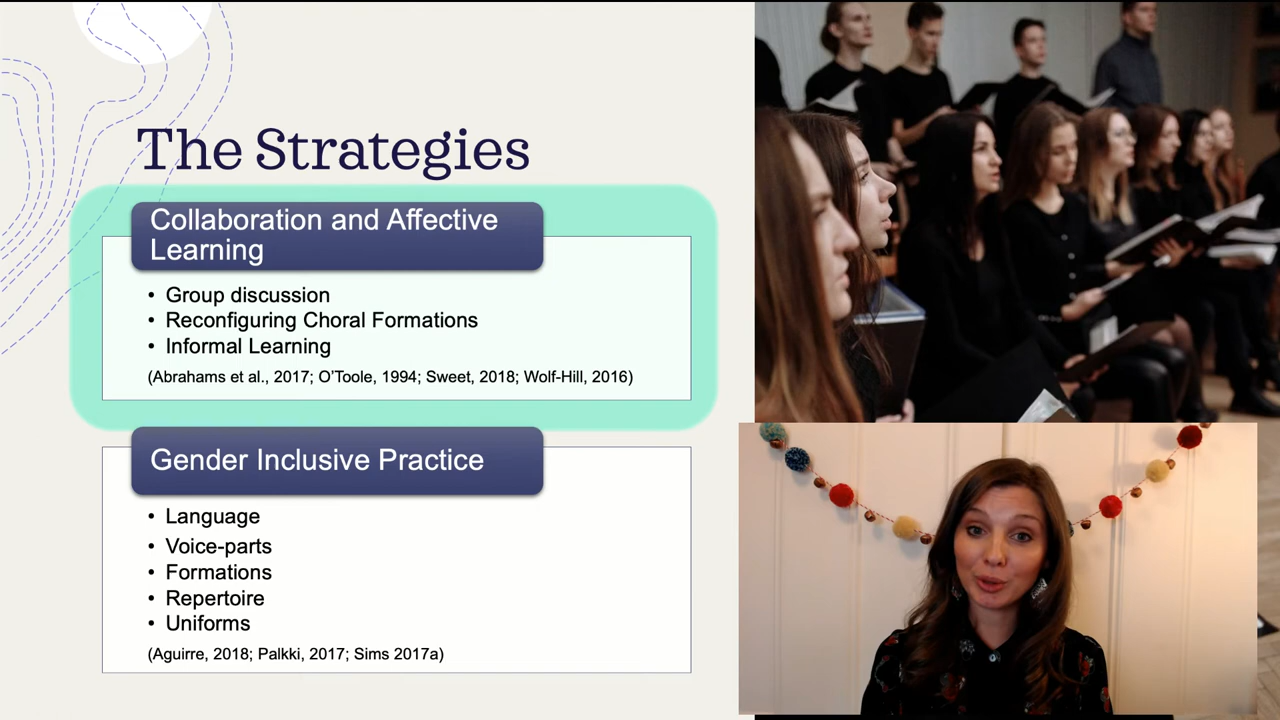 The Strategies
Collaboration and Affective
Learning
• Group discussion
• Reconfiguring Choral Formations
• Informal Learning
(Abrahams et al., 2017; O’Toole, 1994; Sweet, 2018; Wolf-Hill, 2016)
Gender Inclusive Practice
• Language
• Voice-parts
• Formations
• Repertoire
• Uniforms
(Aguirre, 2018; Palkki, 2017; Sims 2017a)